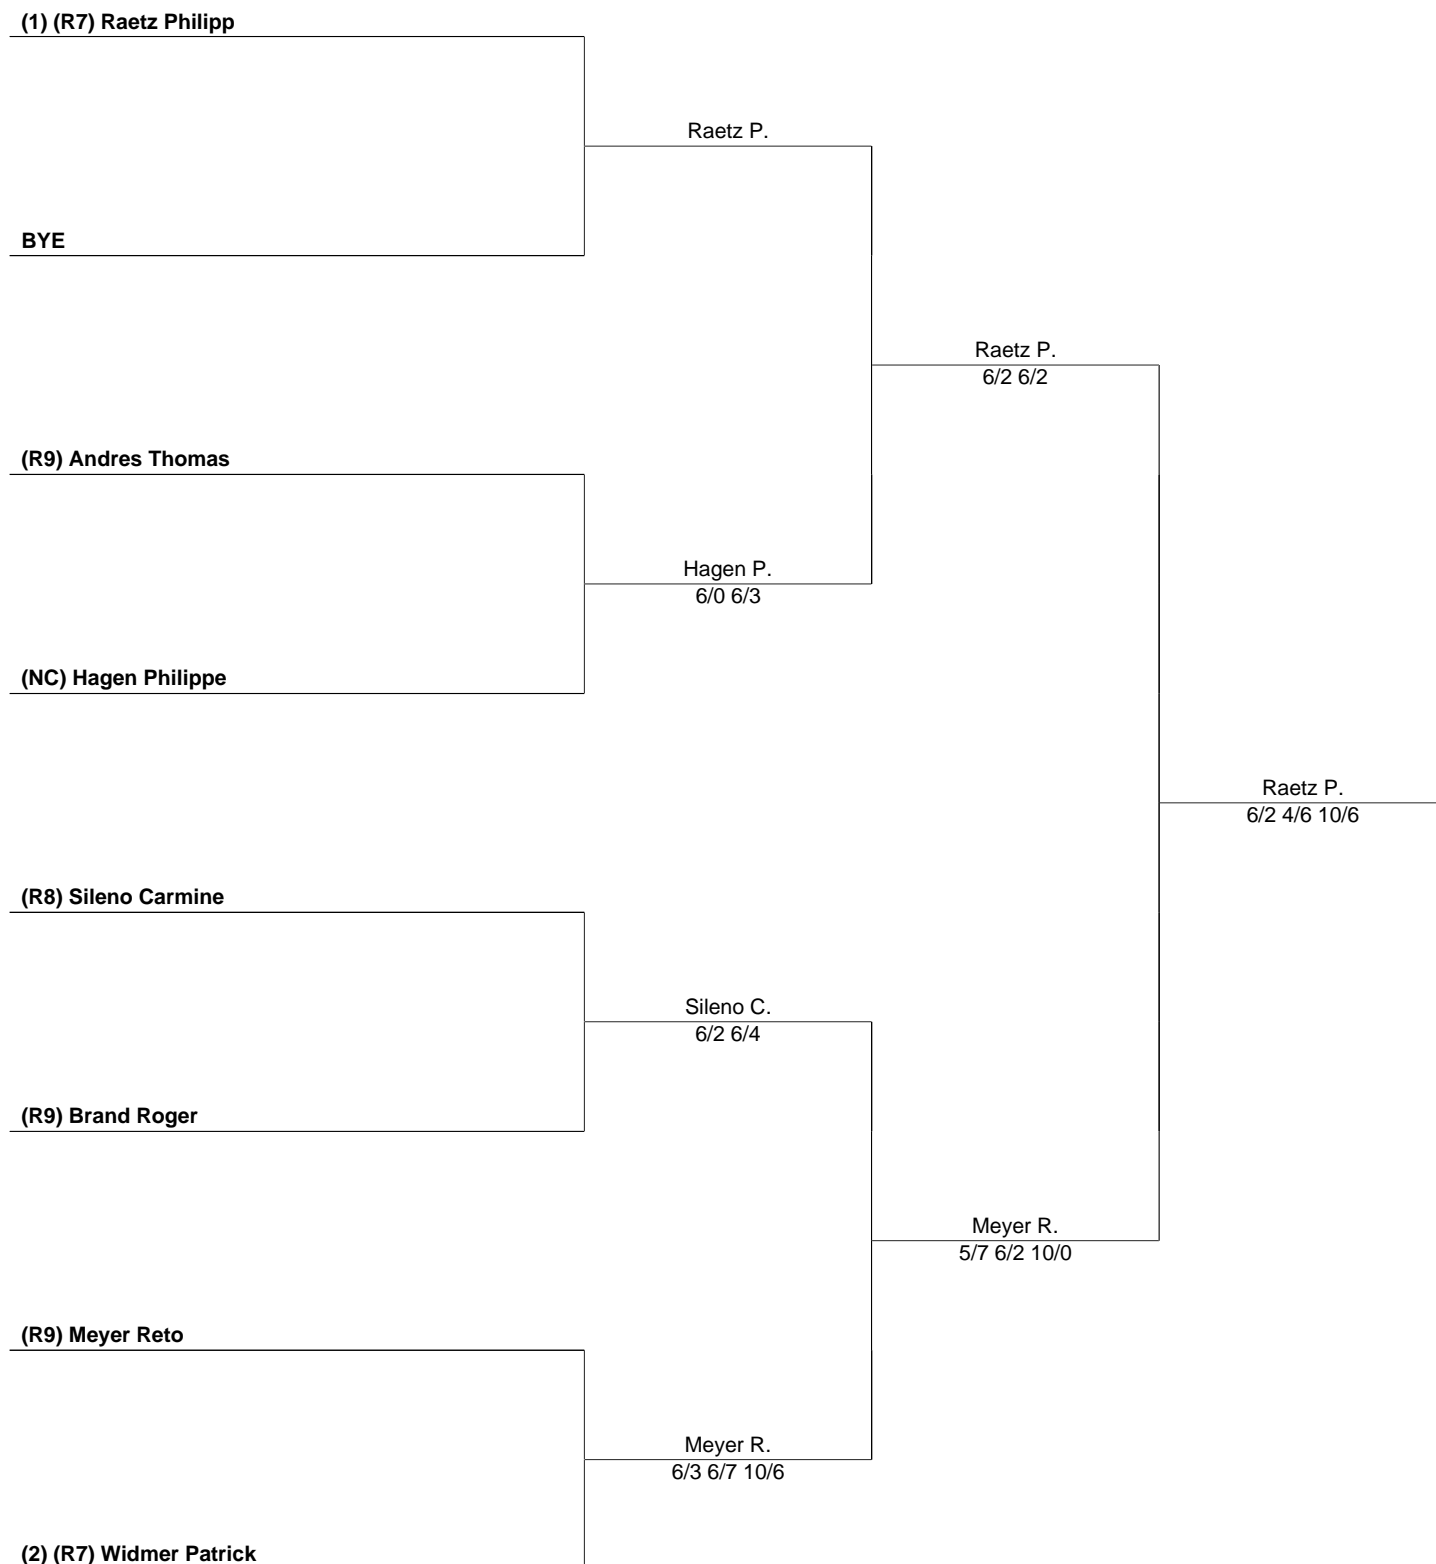 (1) (R7) Raetz Philipp
Raetz P.
BYE
Raetz P.
6/2 6/2
(R9) Andres Thomas
Hagen P.
6/0 6/3
(NC) Hagen Philippe
Raetz P.
6/2 4/6 10/6
(R8) Sileno Carmine
Sileno C.
6/2 6/4
(R9) Brand Roger
Meyer R.
5/7 6/2 10/0
(R9) Meyer Reto
Meyer R.
6/3 6/7 10/6
(2) (R7) Widmer Patrick